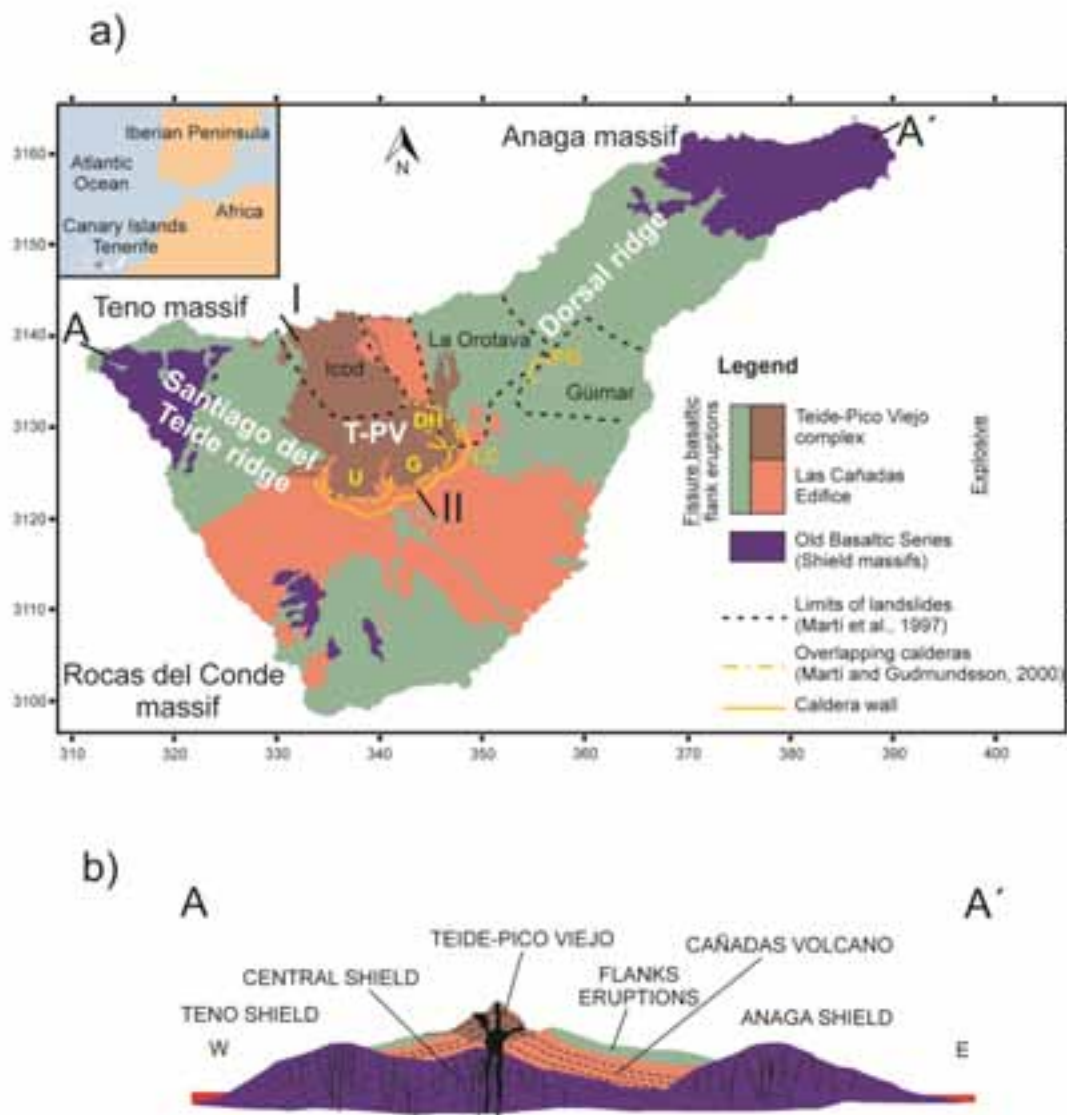 a)
Iberian Peninsula
Atlantic
Ocean
Africa
Canary Islands
Tenerife
N
Anaga massif
A´
Dorsal ridge
Teno massif
A
I
Icod
La Orotava
Güimar
Santiago del
Teide ridge
T-PV
DH
U
G
II
Rocas del Conde
massif
3160
3150
3140
3130
3120
3110
3100
310
320
330
340
350
360
370
380
390
400
Legend
Fissure basaltic
flank eruptions
Explosive
Teide-Pico Viejo
complex
Las Cañadas
Edifice
Old Basaltic Series
(Shield massifs)
Limits of landslides
(Martí et al., 1997)
Overlapping calderas
(Martí and Gudmundsson, 2000)
Caldera wall
b)
A
A´
TEIDE-PICO VIEJO
CAÑADAS VOLCANO
CENTRAL SHIELD
FLANKS
ERUPTIONS
TENO SHIELD
ANAGA SHIELD
W
E